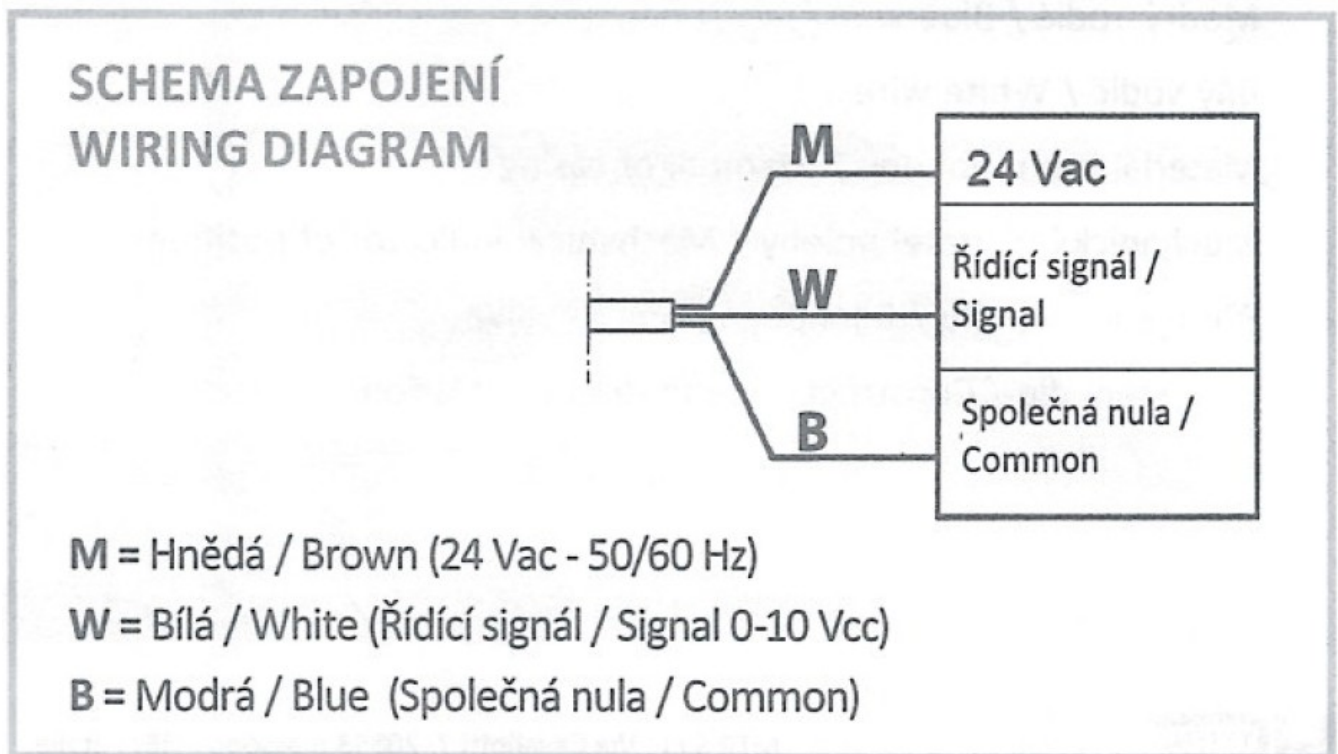 SCHEMA ZAPOJENÍ
WIRING DIAGRAM
M
24 Vac
W
Řídící signál /
Signal
B
Společná nula /
Common
M = Hnědá / Brown (24 Vac - 50/60 Hz)
W = Bílá / White (Řídící signál / Signal 0-10 Vcc)
B = Modrá / Blue (Společná nula / Common)